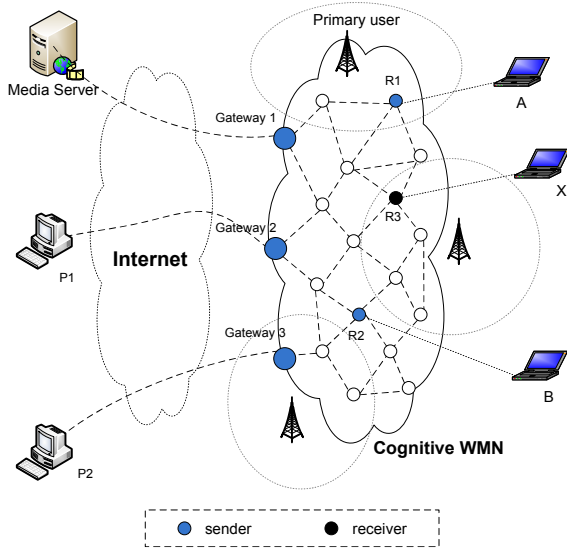 Primary user
Media Server
R1
A
Gateway 1
X
R3
Gateway 2
Internet
P1
Gateway 3
R2
B
Cognitive WMN
P2
sender
receiver